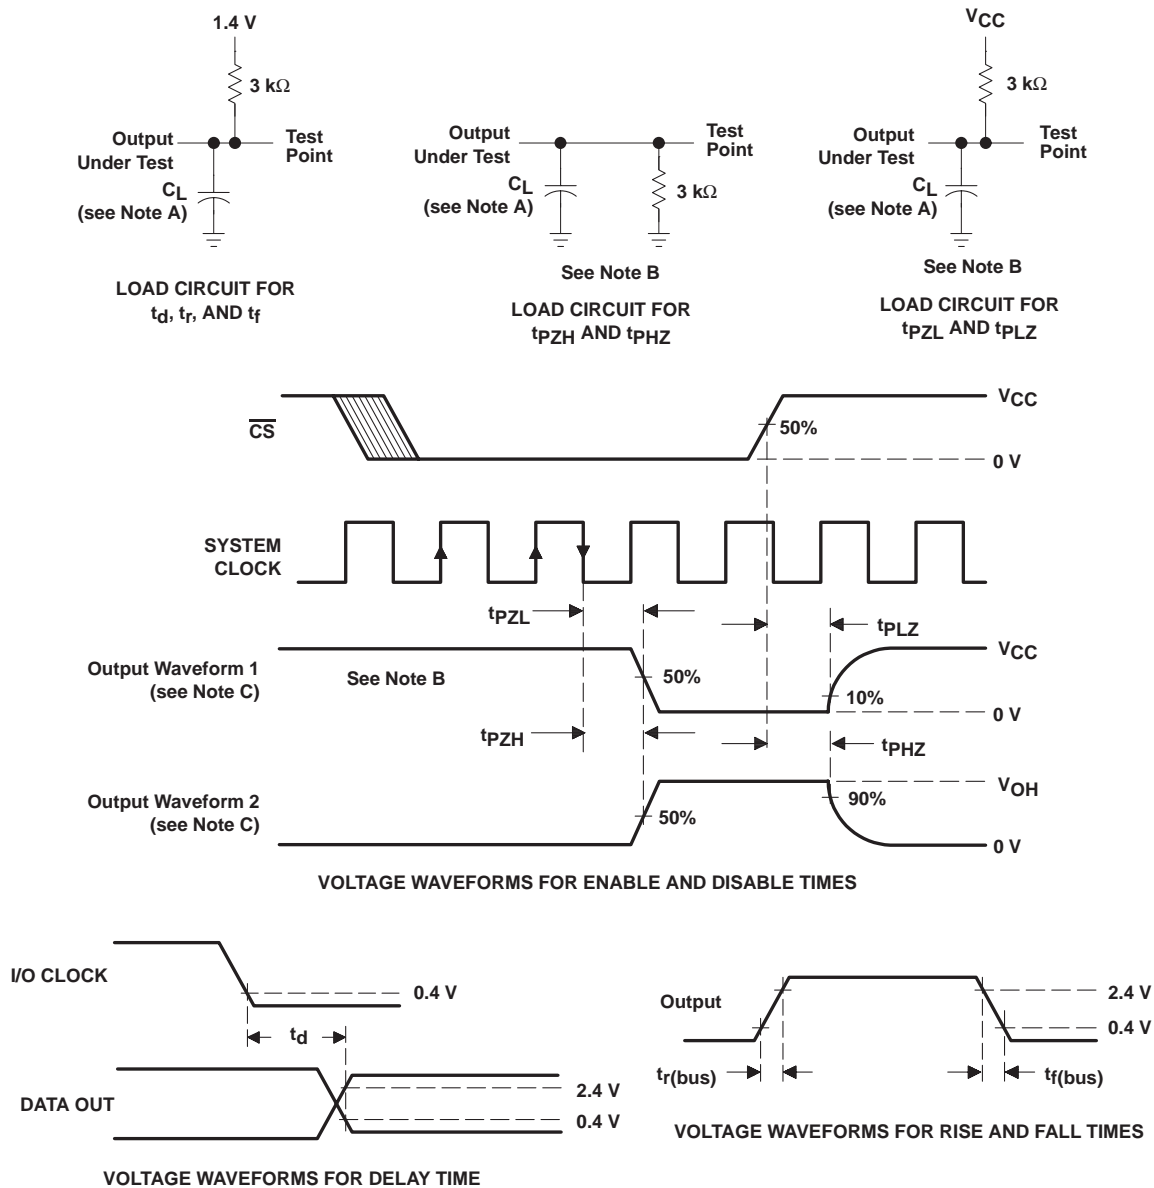 1.4 V
3 kΩ
Output
Under Test
Test
Point
CL
(see Note A)
LOAD CIRCUIT FOR
td, tr, AND tf
Output
Under Test
Test
Point
CL
(see Note A)
3 kΩ
See Note B
LOAD CIRCUIT FOR
tPZH AND tPHZ
VCC
3 kΩ
Output
Under Test
Test
Point
CL
(see Note A)
See Note B
LOAD CIRCUIT FOR
tPZL AND tPLZ
CS
50%
VCC
0 V
SYSTEM
CLOCK
tPZL
tPLZ
Output Waveform 1
(see Note C)
See Note B
50%
10%
VCC
0 V
tPZH
tPHZ
Output Waveform 2
(see Note C)
50%
90%
VOH
0 V
VOLTAGE WAVEFORMS FOR ENABLE AND DISABLE TIMES
I/O CLOCK
0.4 V
td
DATA OUT
2.4 V
0.4 V
VOLTAGE WAVEFORMS FOR DELAY TIME
Output
2.4 V
0.4 V
tr(bus)
tf(bus)
VOLTAGE WAVEFORMS FOR RISE AND FALL TIMES